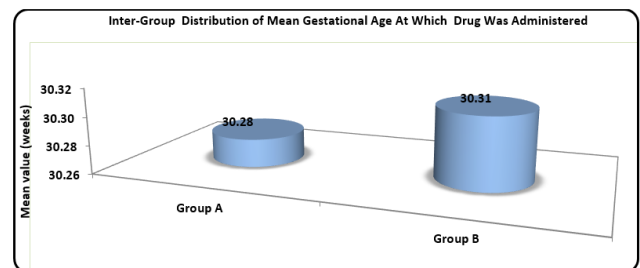 Inter-Group Distribution of Mean Gestational Age At Which Drug Was Administered
30.32
30.30
30.28
30.26
Mean value (weeks)
30.28
30.31
Group A
Group B